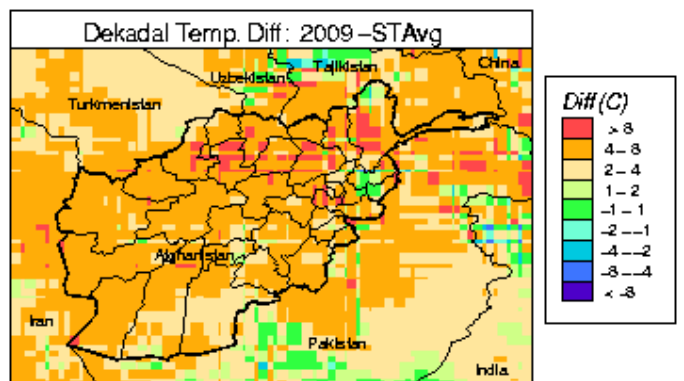 Dekadal Temp. Diff: 2009 -STAvg
China
Tajikistan
Uzbekistan
Turkmenistan
Afghanistan
Iran
Pakistan
India
Diff (C)
> 8
4 - 8
2 - 4
1 - 2
-1 - 1
-2 - -1
-4 - -2
-8 - -4
< -8